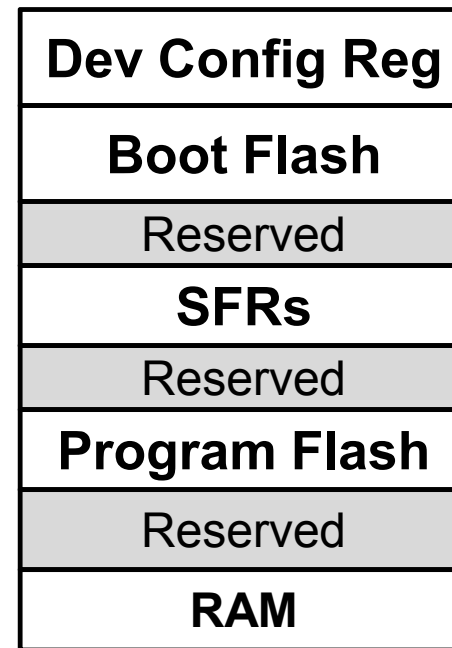 Dev Config Reg
Boot Flash
Reserved
SFRs
Reserved
Program Flash
Reserved
RAM